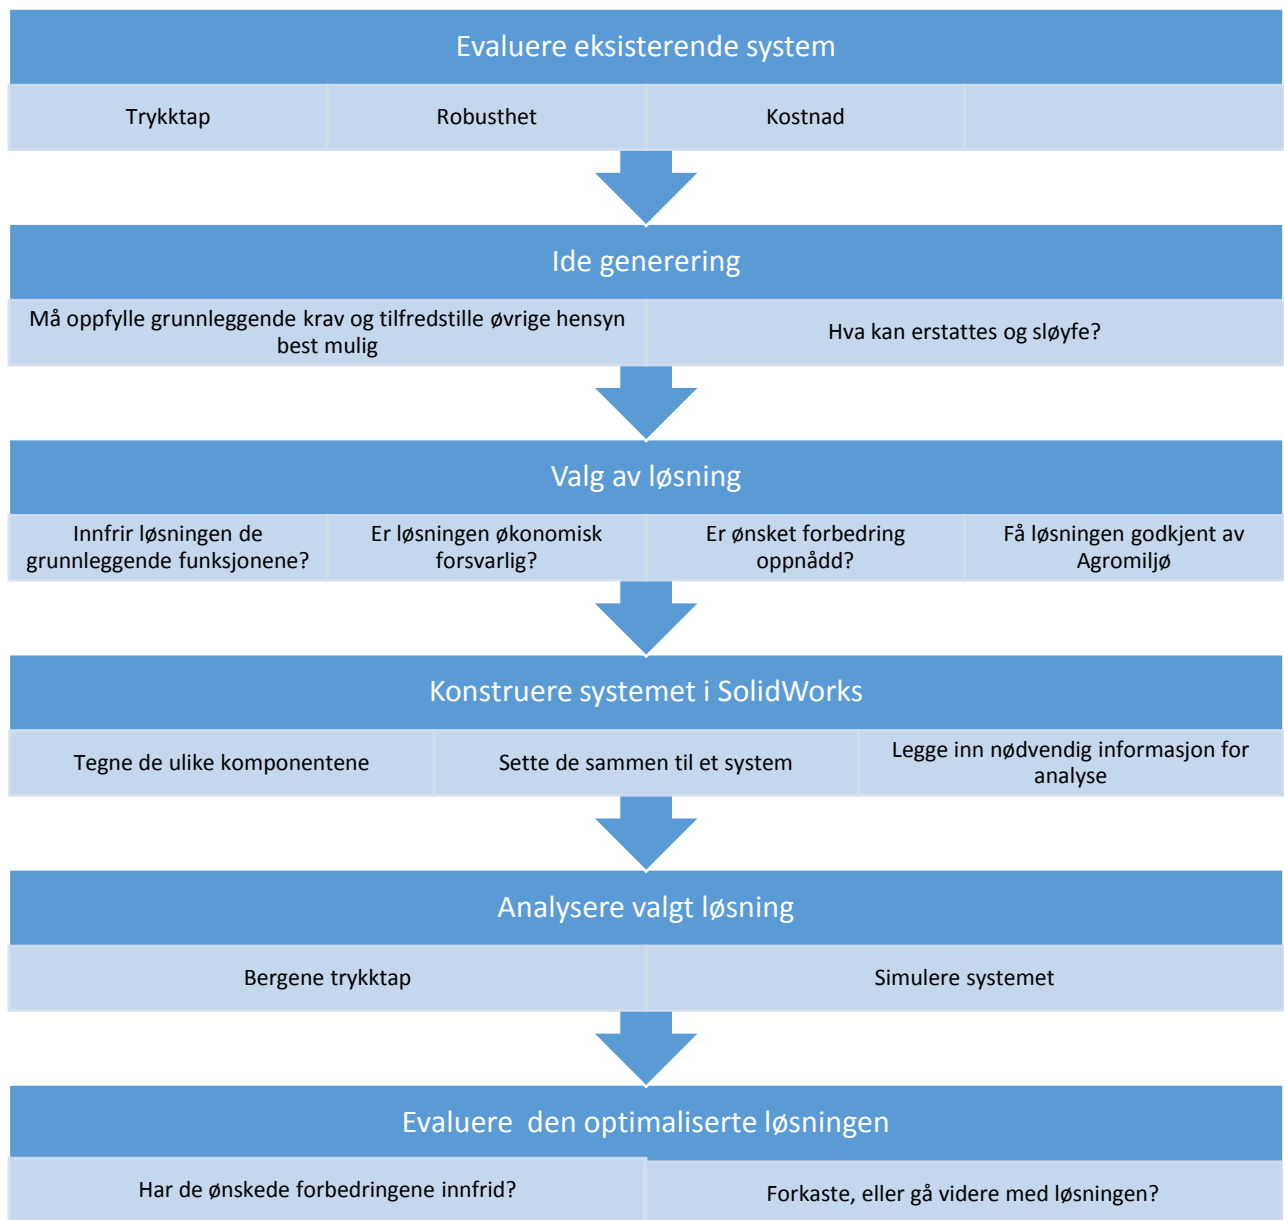 Evaluere eksisterende system
Trykktap
Robusthet
Kostnad
Ide generering
Må oppfylle grunnleggende krav og tilfredstille øvrige hensyn
best mulig
Hva kan erstattes og sløyfe?
Valg av løsning
Innfrir løsningen de
grunnleggende funksjonene?
Er løsningen økonomisk
forsvarlig?
Er ønsket forbedring
oppnådd?
Få løsningen godkjent av
Agromiljø
Konstruere systemet i SolidWorks
Tegne de ulike komponentene
Sette de sammen til et system
Legge inn nødvendig informasjon for
analyse
Analysere valgt løsning
Bergene trykktap
Simulere systemet
Evaluere  den optimaliserte løsningen
Har de ønskede forbedringene innfrid?
Forkaste, eller gå videre med løsningen?